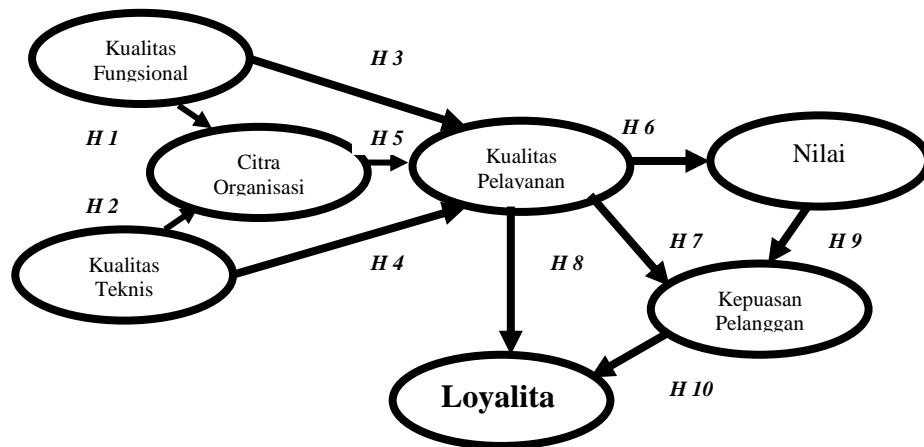 Kualitas
Fungsional
H 3
H 1
H 5
H 6
Citra
Organisasi
Kualitas
Pelayanan
Nilai
H 2
Kualitas
Teknis
H 4
H 8
H 7
H 9
Kepuasan
Pelanggan
Loyalita
H 10